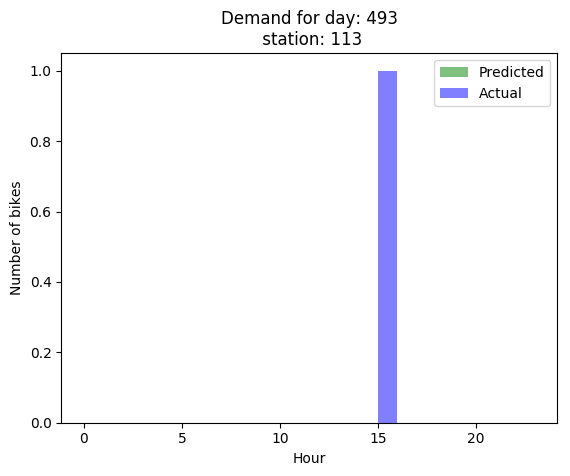 Demand for day: 493
station: 113
Predicted
Actual
1.0
0.8
0.6
0.4
0.2
0.0
Number of bikes
0 5 10 15 20
Hour